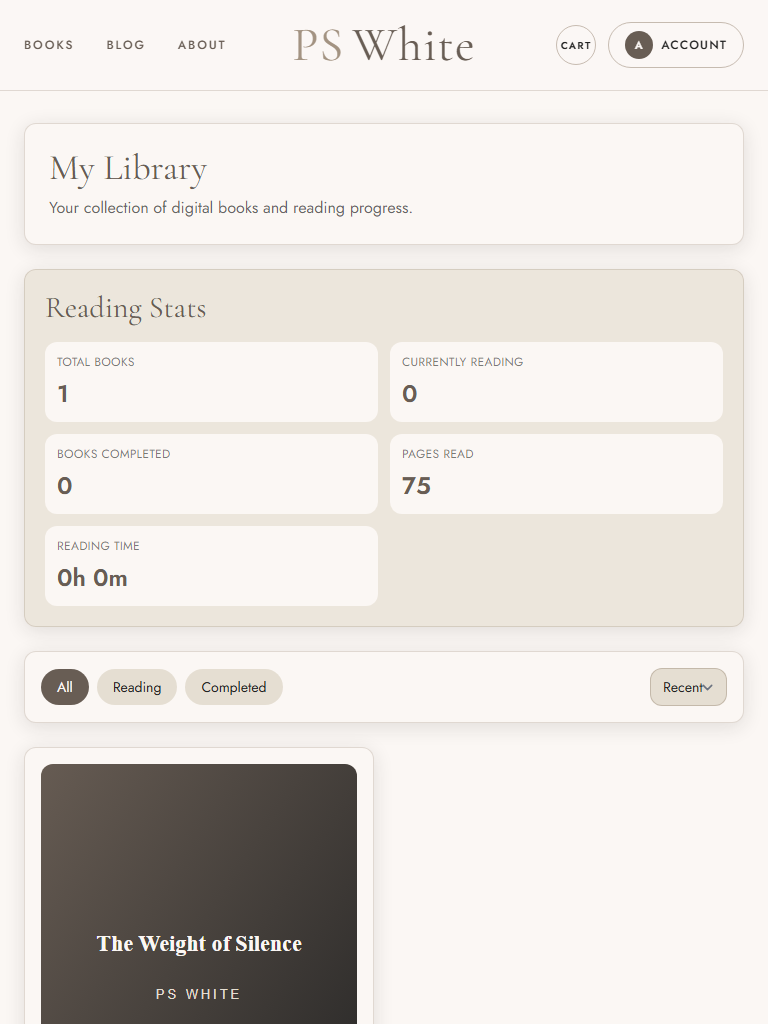 BOOKS BLOG ABOUT PS White CART A ACCOUNT
My Library
Your collection of digital books and reading progress.
Reading Stats
TOTAL BOOKS
1
CURRENTLY READING
0
BOOKS COMPLETED
0
PAGES READ
75
READING TIME
0h 0m
All Reading Completed Recent
The Weight of Silence
PS WHITE